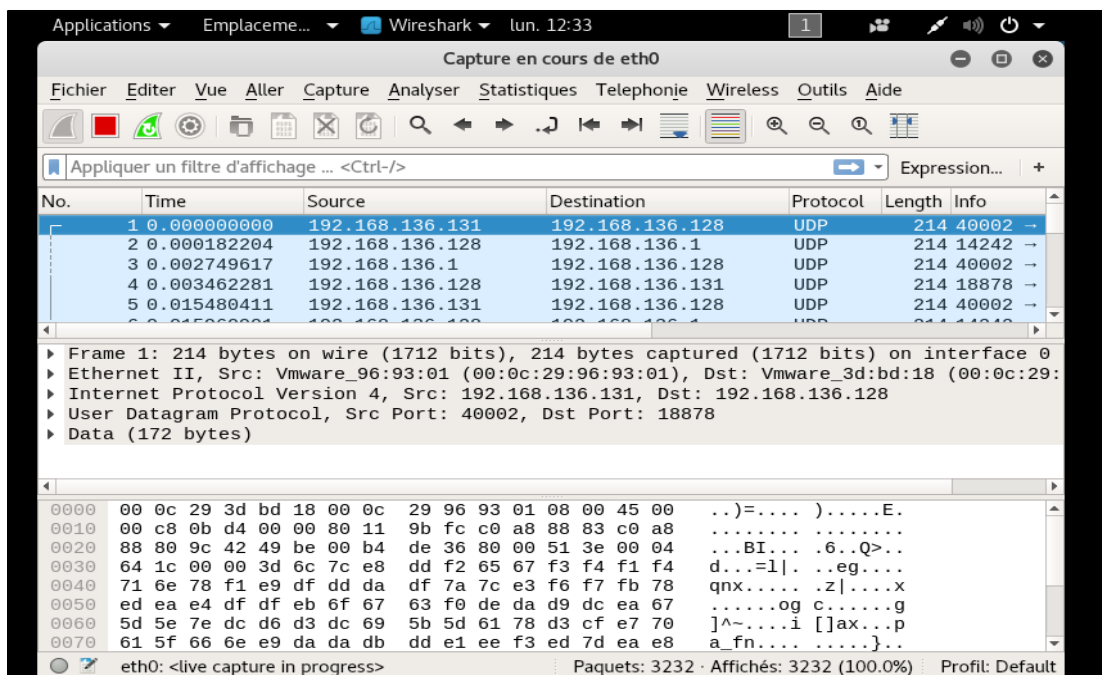 Applications Emplaceme... Wireshark lun. 12:33 1
Capture en cours de eth0
Fichier Editer Vue Aller Capture Analyser Statistiques Telephonie Wireless Outils Aide
Appliquer un filtre d'affichage ... <Ctrl-/> Expression... +
No. Time Source Destination Protocol Length Info
1 0.000000000 192.168.136.131 192.168.136.128 UDP 214 40002 →
2 0.000182204 192.168.136.128 192.168.136.1 UDP 214 14242 →
3 0.002749617 192.168.136.1 192.168.136.128 UDP 214 40002 →
4 0.003462281 192.168.136.128 192.168.136.131 UDP 214 18878 →
5 0.015480411 192.168.136.131 192.168.136.128 UDP 214 40002 →
Frame 1: 214 bytes on wire (1712 bits), 214 bytes captured (1712 bits) on interface 0
Ethernet II, Src: Vmware_96:93:01 (00:0c:29:96:93:01), Dst: Vmware_3d:bd:18 (00:0c:29:
Internet Protocol Version 4, Src: 192.168.136.131, Dst: 192.168.136.128
User Datagram Protocol, Src Port: 40002, Dst Port: 18878
Data (172 bytes)
0000 00 0c 29 3d bd 18 00 0c 29 96 93 01 08 00 45 00 ..)=.... ).....E.
0010 00 c8 0b d4 00 00 80 11 9b fc c0 a8 88 83 c0 a8 ........ ........
0020 88 80 9c 42 49 be 00 b4 de 36 80 00 51 3e 00 04 ...BI... .6..Q>..
0030 64 1c 00 00 3d 6c 7c e8 dd f2 65 67 f3 f4 f1 f4 d...=l|. ..eg....
0040 71 6e 78 f1 e9 df dd da df 7a 7c e3 f6 f7 fb 78 qnx..... .z|....x
0050 ed ea e4 df df eb 6f 67 63 f0 de da d9 dc ea 67 ......og c......g
0060 5d 5e 7e dc d6 d3 dc 69 5b 5d 61 78 d3 cf e7 70 ]^~....i []ax...p
0070 61 5f 66 6e e9 da da db dd e1 ee f3 ed 7d ea e8 a_fn.... .....}..
eth0: <live capture in progress> Paquets: 3232 · Affichés: 3232 (100.0%) Profil: Default